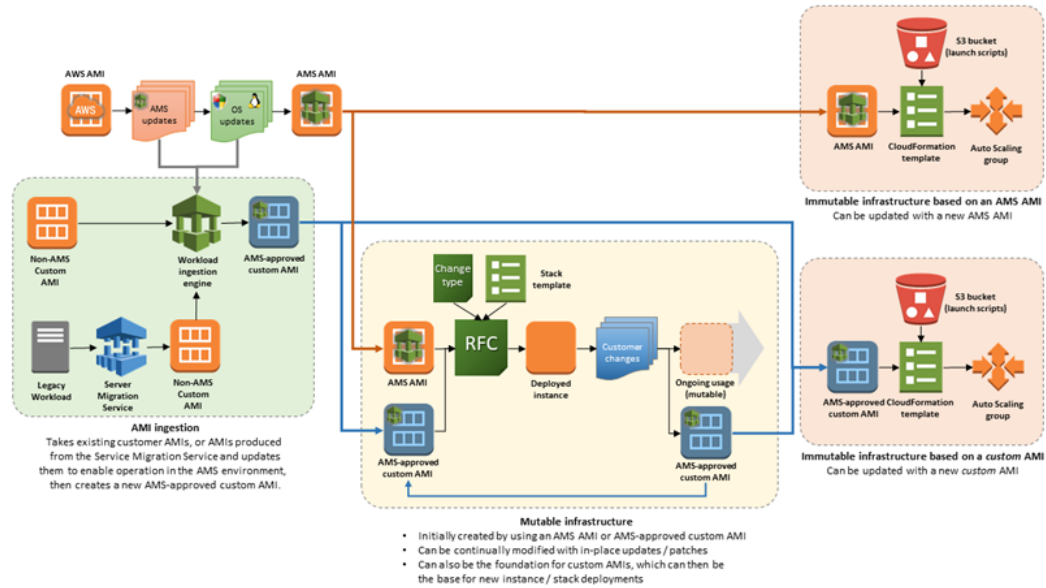 AWS AMI
AWS
AMS
updates
OS
updates
AMS AMI
Non-AMS
Custom
AMI
Workload
ingestion
engine
AMS-approved
custom AMI
Legacy
Workload
Server
Migration
Service
Non-AMS
Custom
AMI
AMI ingestion
Takes existing customer AMIs, or AMIs produced
from the Service Migration Service and updates
them to enable operation in the AMS environment,
then creates a new AMS-approved custom AMI.
Change
type
Stack
template
AMS AMI
RFC
Deployed
instance
Customer
changes
Ongoing usage
(mutable)
AMS-approved
custom AMI
AMS-approved
custom AMI
Mutable infrastructure
• Initially created by using an AMS AMI or AMS-approved custom AMI
• Can be continually modified with in-place updates / patches
• Can also be the foundation for custom AMIs, which can then be
the base for new instance / stack deployments
S3 bucket
(launch scripts)
AMS AMI
CloudFormation
template
Auto Scaling
group
Immutable infrastructure based on an AMS AMI
Can be updated with a new AMS AMI
S3 bucket
(launch scripts)
AMS-approved
custom AMI
CloudFormation
template
Auto Scaling
group
Immutable infrastructure based on a custom AMI
Can be updated with a new custom AMI